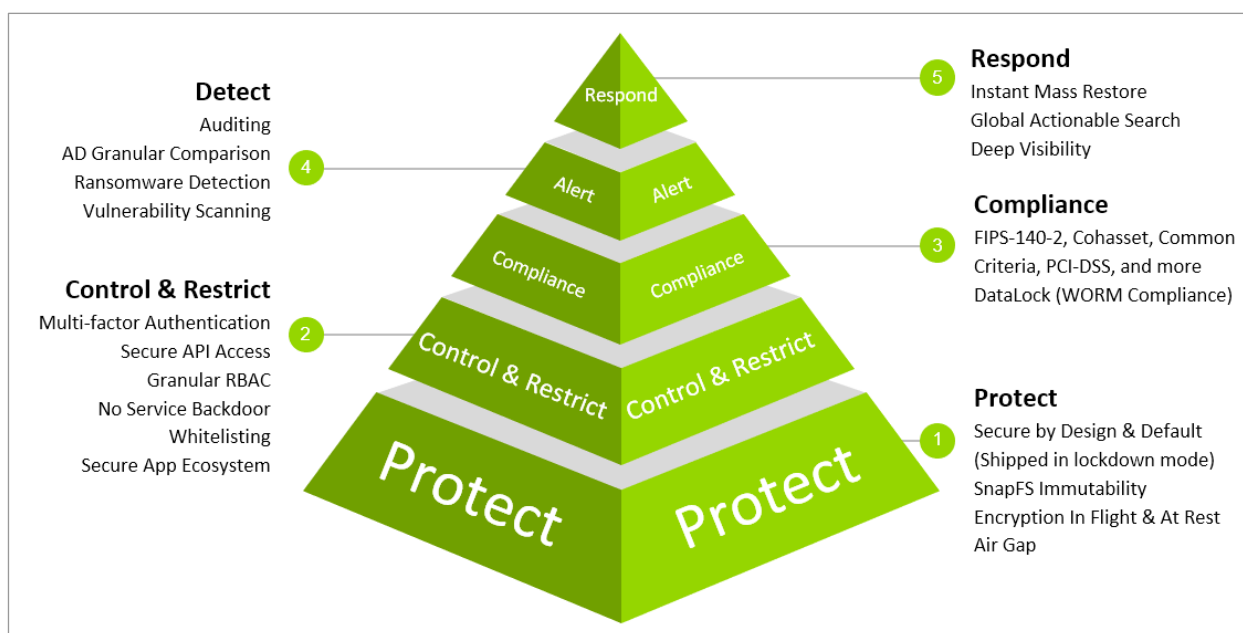 Detect
Auditing
AD Granular Comparison
Ransomware Detection
Vulnerability Scanning
4
Control & Restrict
Multi-factor Authentication
Secure API Access
Granular RBAC
No Service Backdoor
Whitelisting
Secure App Ecosystem
2
Respond
Alert
Alert
Compliance
Compliance
Control & Restrict
Control & Restrict
Protect
Protect
5
Respond
Instant Mass Restore
Global Actionable Search
Deep Visibility
3
Compliance
FIPS-140-2, Cohasset, Common
Criteria, PCI-DSS, and more
DataLock (WORM Compliance)
1
Protect
Secure by Design & Default
(Shipped in lockdown mode)
SnapFS Immutability
Encryption In Flight & At Rest
Air Gap